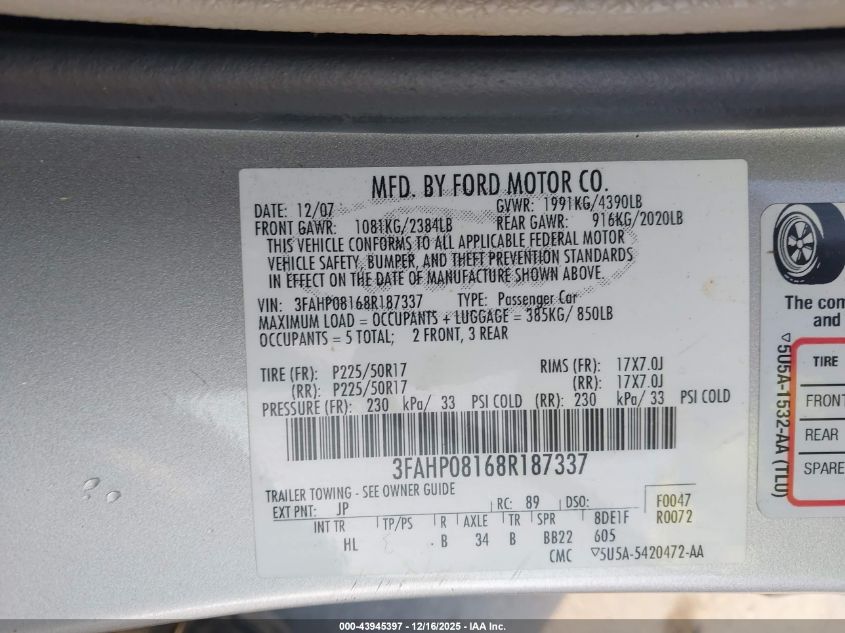 MFD. BY FORD MOTOR CO.
DATE: 12/07 GVWR: 1991KG/4390LB
FRONT GAWR: 1081KG/2384LB REAR GAWR: 916KG/2020LB
THIS VEHICLE CONFORMS TO ALL APPLICABLE FEDERAL MOTOR
VEHICLE SAFETY, BUMPER, AND THEFT PREVENTION STANDARDS
IN EFFECT ON THE DATE OF MANUFACTURE SHOWN ABOVE.
VIN: 3FAHP08168R187337 TYPE: Passenger Car
MAXIMUM LOAD = OCCUPANTS + LUGGAGE = 385KG/ 850LB
OCCUPANTS = 5 TOTAL; 2 FRONT, 3 REAR
TIRE (FR): P225/50R17 RIMS (FR): 17X7.0J
(RR): P225/50R17 (RR): 17X7.0J
PRESSURE (FR): 230 kPa/ 33 PSI COLD (RR): 230 kPa/ 33 PSI COLD
3FAHP08168R187337
TRAILER TOWING - SEE OWNER GUIDE
EXT PNT: JP RC: 89 DSO: F0047
R0072
INT TR TP/PS R AXLE TR SPR 8DE1F
HL B 34 B BB22 605
CMC ▽5U5A-5420472-AA
The com
and
TIRE
FRONT
REAR
SPARE
▽5U5A-1532-AA (TLO)
000-43945397 - 12/16/2025 - IAA Inc.